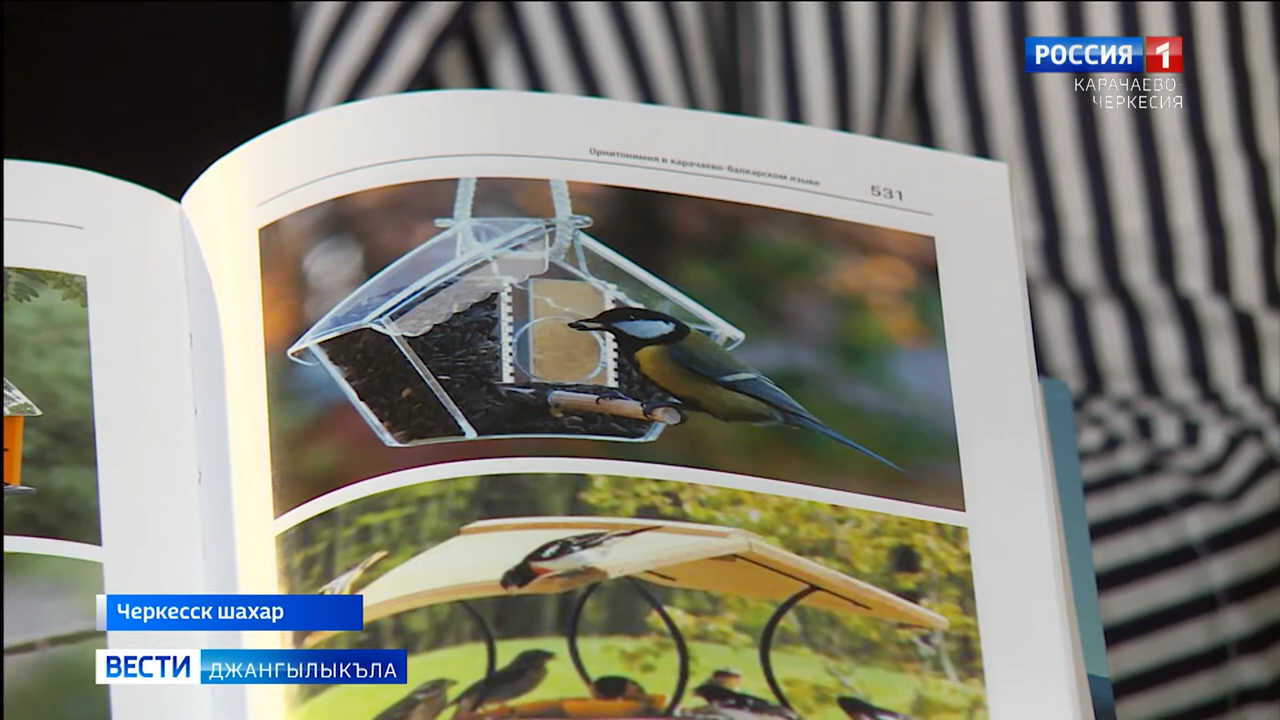 РОССИЯ 1
КАРАЧАЕВО-
ЧЕРКЕСИЯ
Орнитонимия в карачаево-балкарском языке 531
Черкесск шахар
ВЕСТИ ДЖАНГЫЛЫКЪЛА